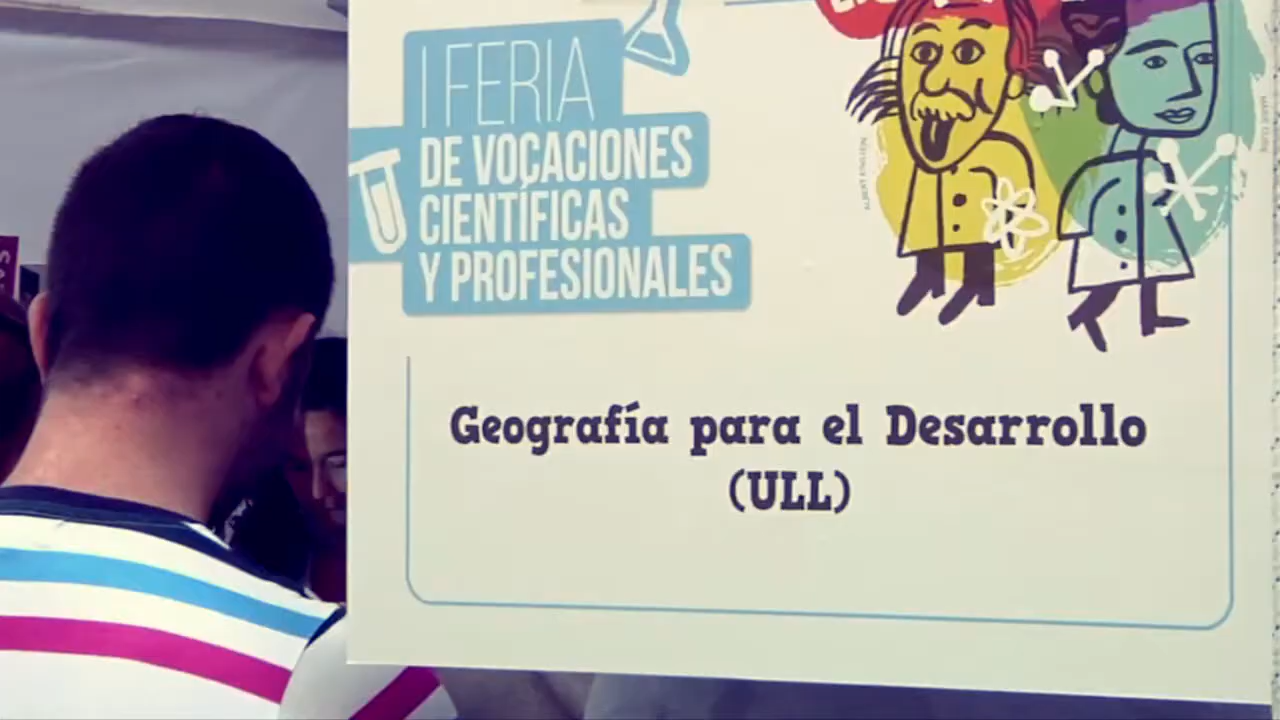 I FERIA
DE VOCACIONES
CIENTÍFICAS
Y PROFESIONALES
Geografía para el Desarrollo
(ULL)